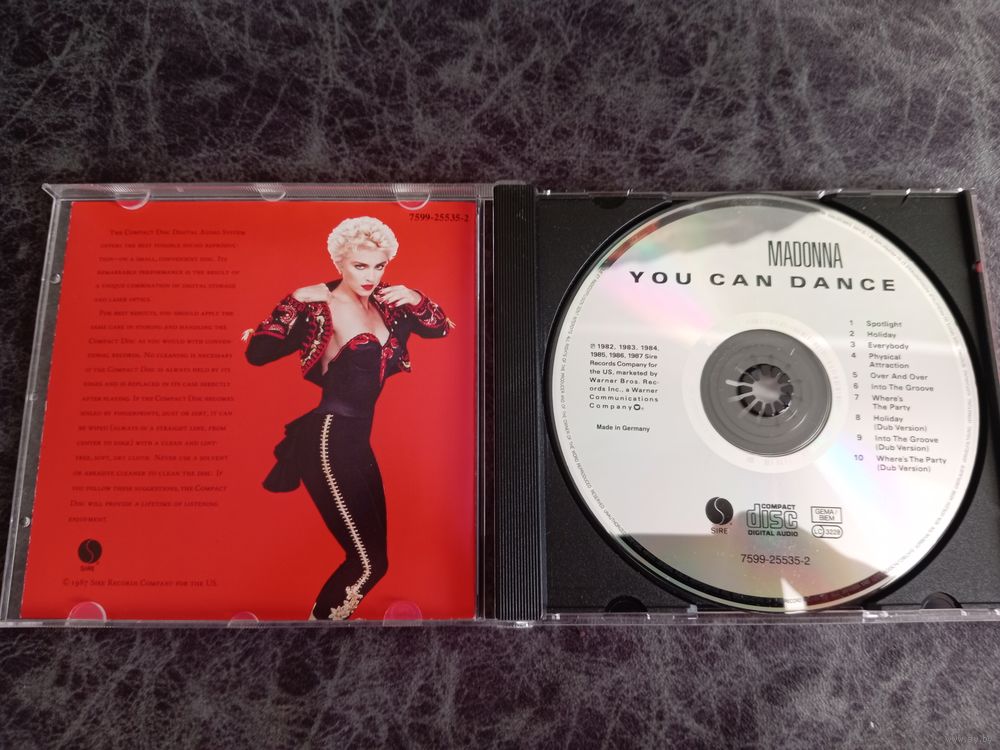 7599-25535-2
THE COMPACT DISC DIGITAL AUDIO SYSTEM
OFFERS THE BEST POSSIBLE SOUND REPRODUC-
TION—ON A SMALL, CONVENIENT DISC. ITS
REMARKABLE PERFORMANCE IS THE RESULT OF
A UNIQUE COMBINATION OF DIGITAL STORAGE
AND LASER OPTICS.
FOR BEST RESULTS, YOU SHOULD APPLY THE
SAME CARE IN STORING AND HANDLING THE
COMPACT DISC AS YOU WOULD WITH CONVEN-
TIONAL RECORDS. NO CLEANING IS NECESSARY
IF THE COMPACT DISC IS ALWAYS HELD BY ITS
EDGES AND IS REPLACED IN ITS CASE DIRECTLY
AFTER PLAYING. IF THE COMPACT DISC BECOMES
SOILED BY FINGERPRINTS, DUST OR DIRT, IT CAN
BE WIPED (ALWAYS IN A STRAIGHT LINE, FROM
CENTER TO EDGE) WITH A CLEAN AND LINT-
FREE, SOFT, DRY CLOTH. NEVER USE A SOLVENT
OR ABRASIVE CLEANER TO CLEAN THE DISC. IF
YOU FOLLOW THESE SUGGESTIONS, THE COMPACT
DISC WILL PROVIDE A LIFETIME OF LISTENING
ENJOYMENT.
SIRE
© 1987 SIRE RECORDS COMPANY FOR THE U.S.
MADONNA
YOU CAN DANCE
℗ 1982, 1983, 1984,
1985, 1986, 1987 Sire
Records Company for
the US, marketed by
Warner Bros. Rec-
ords Inc., a Warner
Communications
Company
Made in Germany
1 Spotlight
2 Holiday
3 Everybody
4 Physical
Attraction
5 Over And Over
6 Into The Groove
7 Where's
The Party
8 Holiday
(Dub Version)
9 Into The Groove
(Dub Version)
10 Where's The Party
(Dub Version)
SIRE
COMPACT
disc
DIGITAL AUDIO
GEMA/
BIEM
LC 3228
7599-25535-2